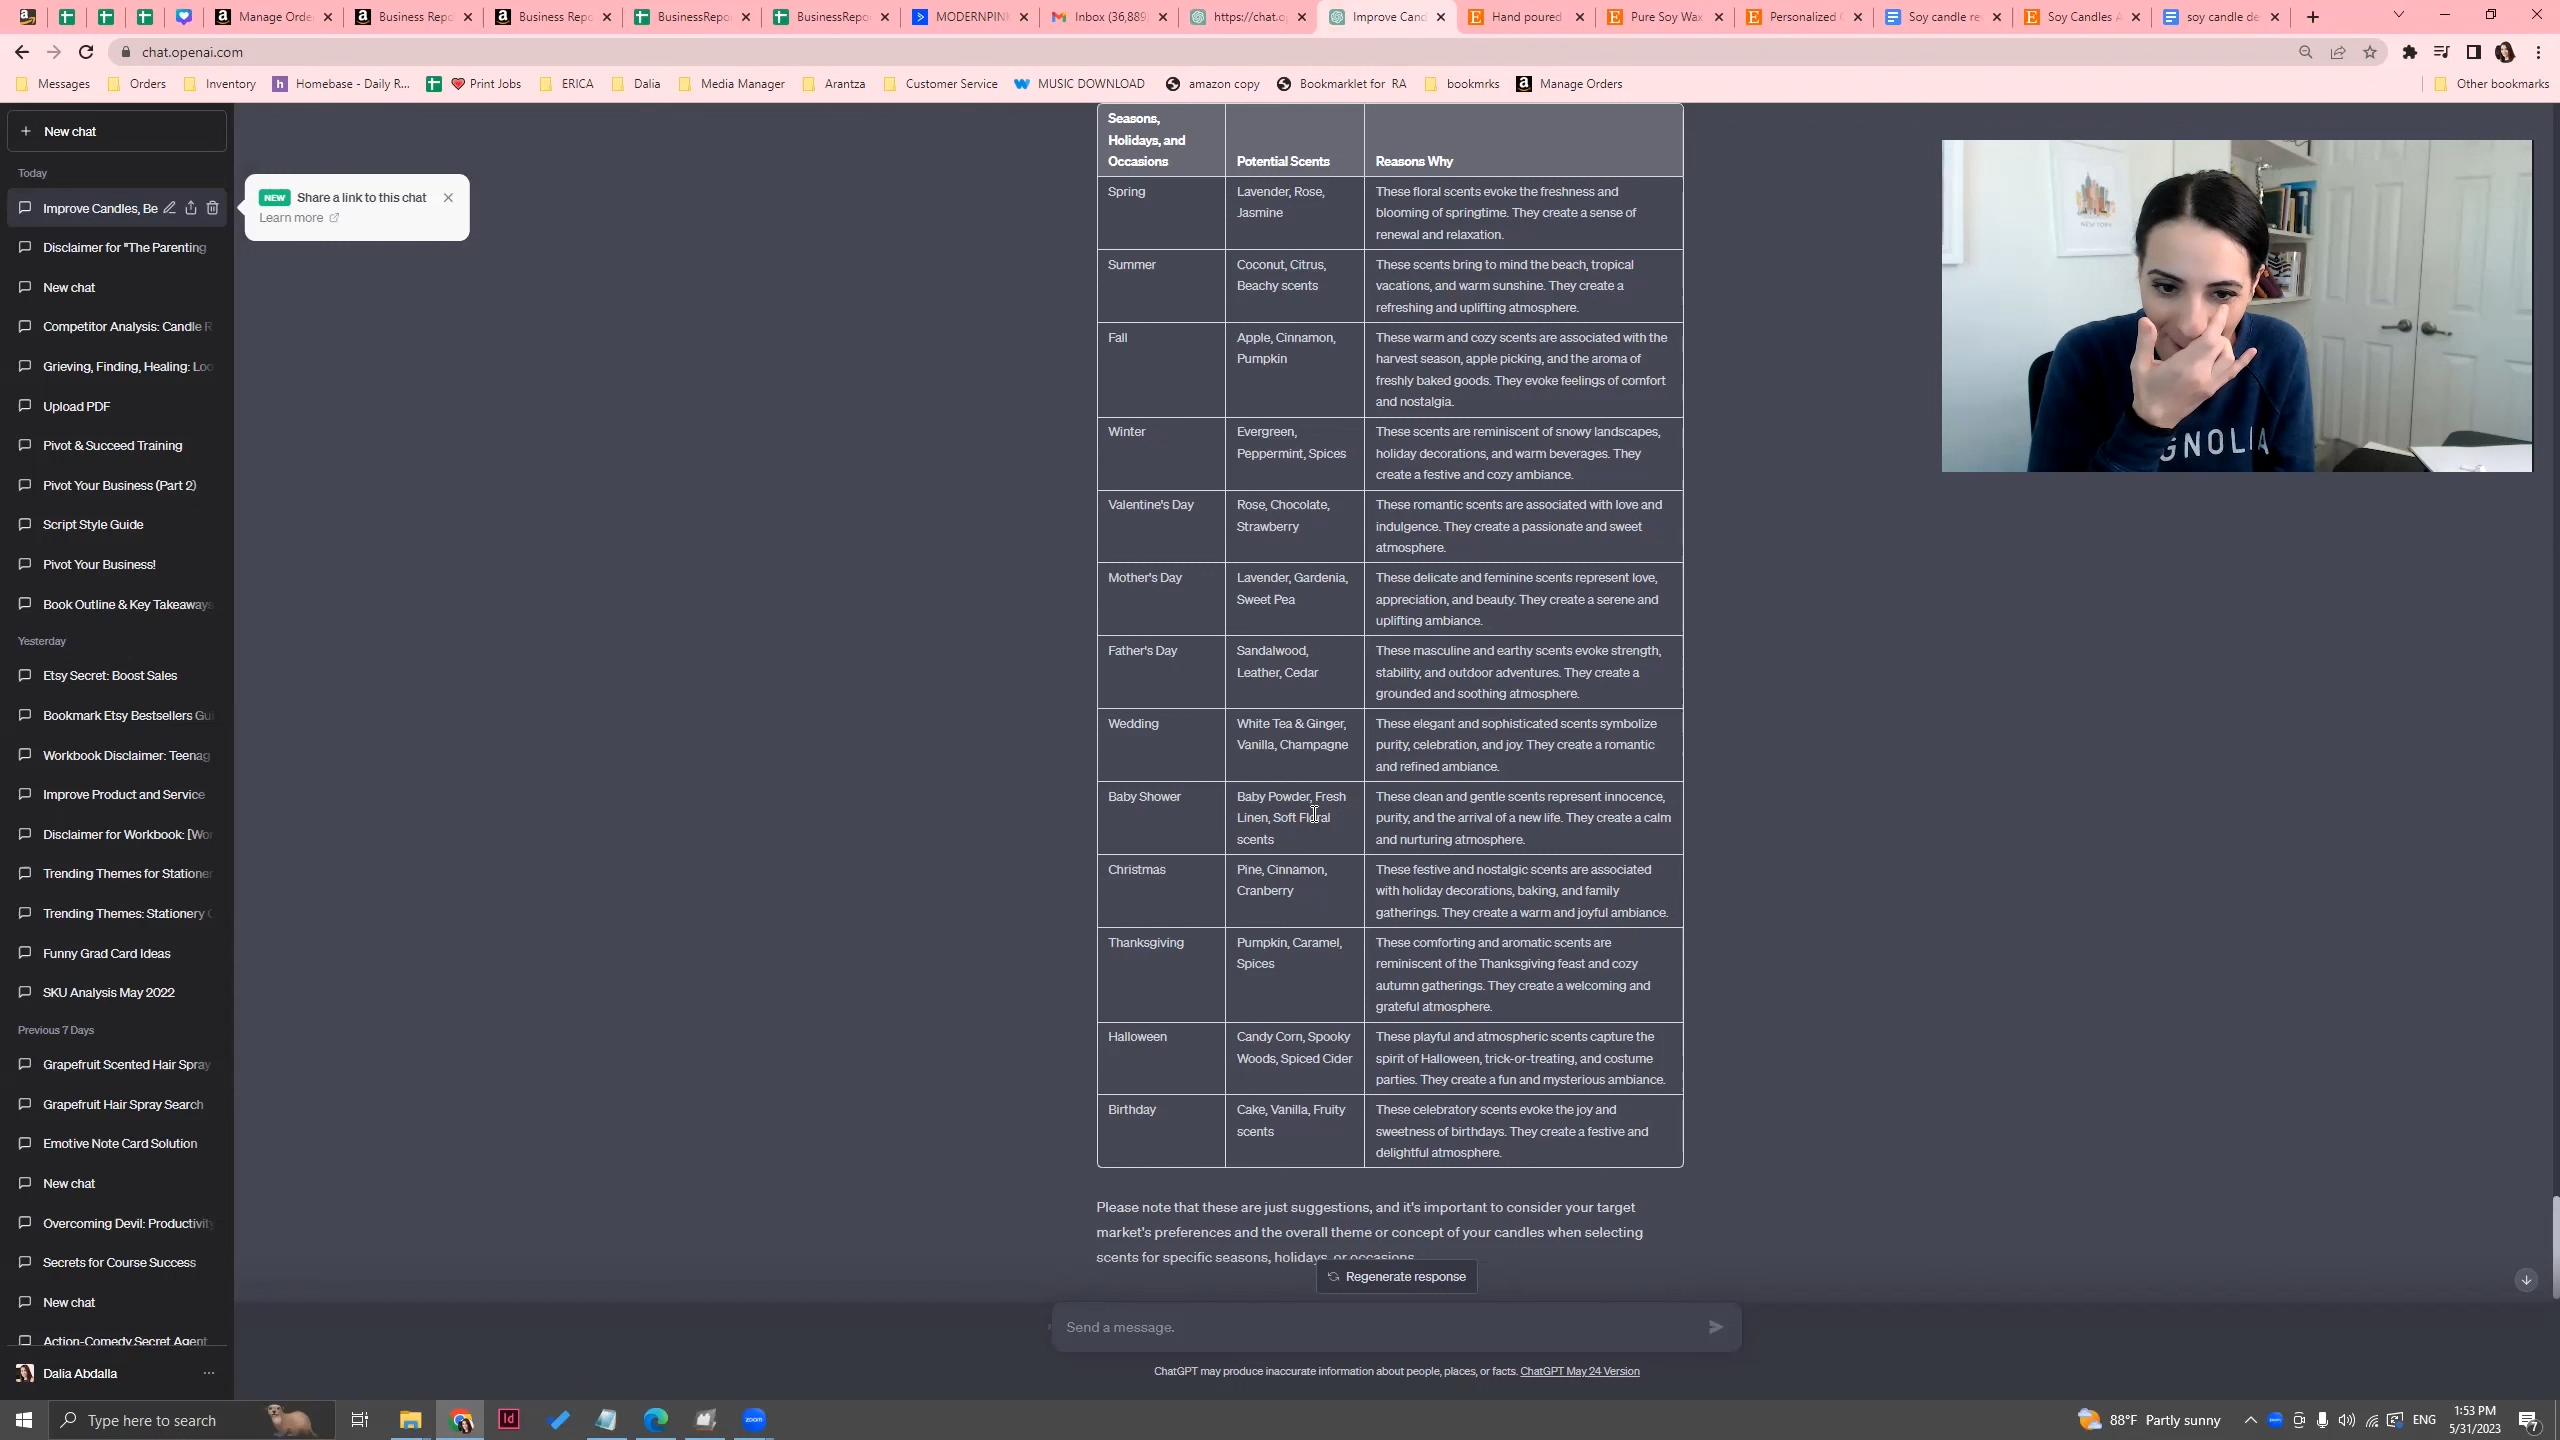 Manage Orde
Business Repo
Business Repo
BusinessRepo
BusinessRepo
MODERNPIN
Inbox (36,889)
https://chat.o
Improve Cand
Hand poured
Pure Soy Wax
Personalized
Soy candle re
Soy Candles
soy candle de
chat.openai.com
Messages
Orders
Inventory
Homebase - Daily R...
Print Jobs
ERICA
Dalia
Media Manager
Arantza
Customer Service
MUSIC DOWNLOAD
amazon copy
Bookmarklet for RA
bookmrks
Manage Orders
Other bookmarks
New chat
Today
Improve Candles, Be
Disclaimer for "The Parenting
New chat
Competitor Analysis: Candle R
Grieving, Finding, Healing: Loo
Upload PDF
Pivot & Succeed Training
Pivot Your Business (Part 2)
Script Style Guide
Pivot Your Business!
Book Outline & Key Takeaways
Yesterday
Etsy Secret: Boost Sales
Bookmark Etsy Bestsellers Gui
Workbook Disclaimer: Teenag
Improve Product and Service
Disclaimer for Workbook: [Wor
Trending Themes for Stationer
Trending Themes: Stationery
Funny Grad Card Ideas
SKU Analysis May 2022
Previous 7 Days
Grapefruit Scented Hair Spray
Grapefruit Hair Spray Search
Emotive Note Card Solution
New chat
Overcoming Devil: Productivity
Secrets for Course Success
New chat
Action-Comedy Secret Agent
Dalia Abdalla
NEW Share a link to this chat
Learn more
Seasons,
Holidays, and
Occasions
Potential Scents
Reasons Why
Spring
Lavender, Rose,
Jasmine
These floral scents evoke the freshness and
blooming of springtime. They create a sense of
renewal and relaxation.
Summer
Coconut, Citrus,
Beachy scents
These scents bring to mind the beach, tropical
vacations, and warm sunshine. They create a
refreshing and uplifting atmosphere.
Fall
Apple, Cinnamon,
Pumpkin
These warm and cozy scents are associated with the
harvest season, apple picking, and the aroma of
freshly baked goods. They evoke feelings of comfort
and nostalgia.
Winter
Evergreen,
Peppermint, Spices
These scents are reminiscent of snowy landscapes,
holiday decorations, and warm beverages. They
create a festive and cozy ambiance.
Valentine's Day
Rose, Chocolate,
Strawberry
These romantic scents are associated with love and
indulgence. They create a passionate and sweet
atmosphere.
Mother's Day
Lavender, Gardenia,
Sweet Pea
These delicate and feminine scents represent love,
appreciation, and beauty. They create a serene and
uplifting ambiance.
Father's Day
Sandalwood,
Leather, Cedar
These masculine and earthy scents evoke strength,
stability, and outdoor adventures. They create a
grounded and soothing atmosphere.
Wedding
White Tea & Ginger,
Vanilla, Champagne
These elegant and sophisticated scents symbolize
purity, celebration, and joy. They create a romantic
and refined ambiance.
Baby Shower
Baby Powder, Fresh
Linen, Soft Floral
scents
These clean and gentle scents represent innocence,
purity, and the arrival of a new life. They create a calm
and nurturing atmosphere.
Christmas
Pine, Cinnamon,
Cranberry
These festive and nostalgic scents are associated
with holiday decorations, baking, and family
gatherings. They create a warm and joyful ambiance.
Thanksgiving
Pumpkin, Caramel,
Spices
These comforting and aromatic scents are
reminiscent of the Thanksgiving feast and cozy
autumn gatherings. They create a welcoming and
grateful atmosphere.
Halloween
Candy Corn, Spooky
Woods, Spiced Cider
These playful and atmospheric scents capture the
spirit of Halloween, trick-or-treating, and costume
parties. They create a fun and mysterious ambiance.
Birthday
Cake, Vanilla, Fruity
scents
These celebratory scents evoke the joy and
sweetness of birthdays. They create a festive and
delightful atmosphere.
Please note that these are just suggestions, and it's important to consider your target
market's preferences and the overall theme or concept of your candles when selecting
scents for specific seasons, holidays, or occasions.
Regenerate response
Send a message.
ChatGPT may produce inaccurate information about people, places, or facts. ChatGPT May 24 Version
NEW YORK
GNOLIA
Type here to search
Id
zoom
88°F Partly sunny
ENG
1:53 PM
5/31/2023
7